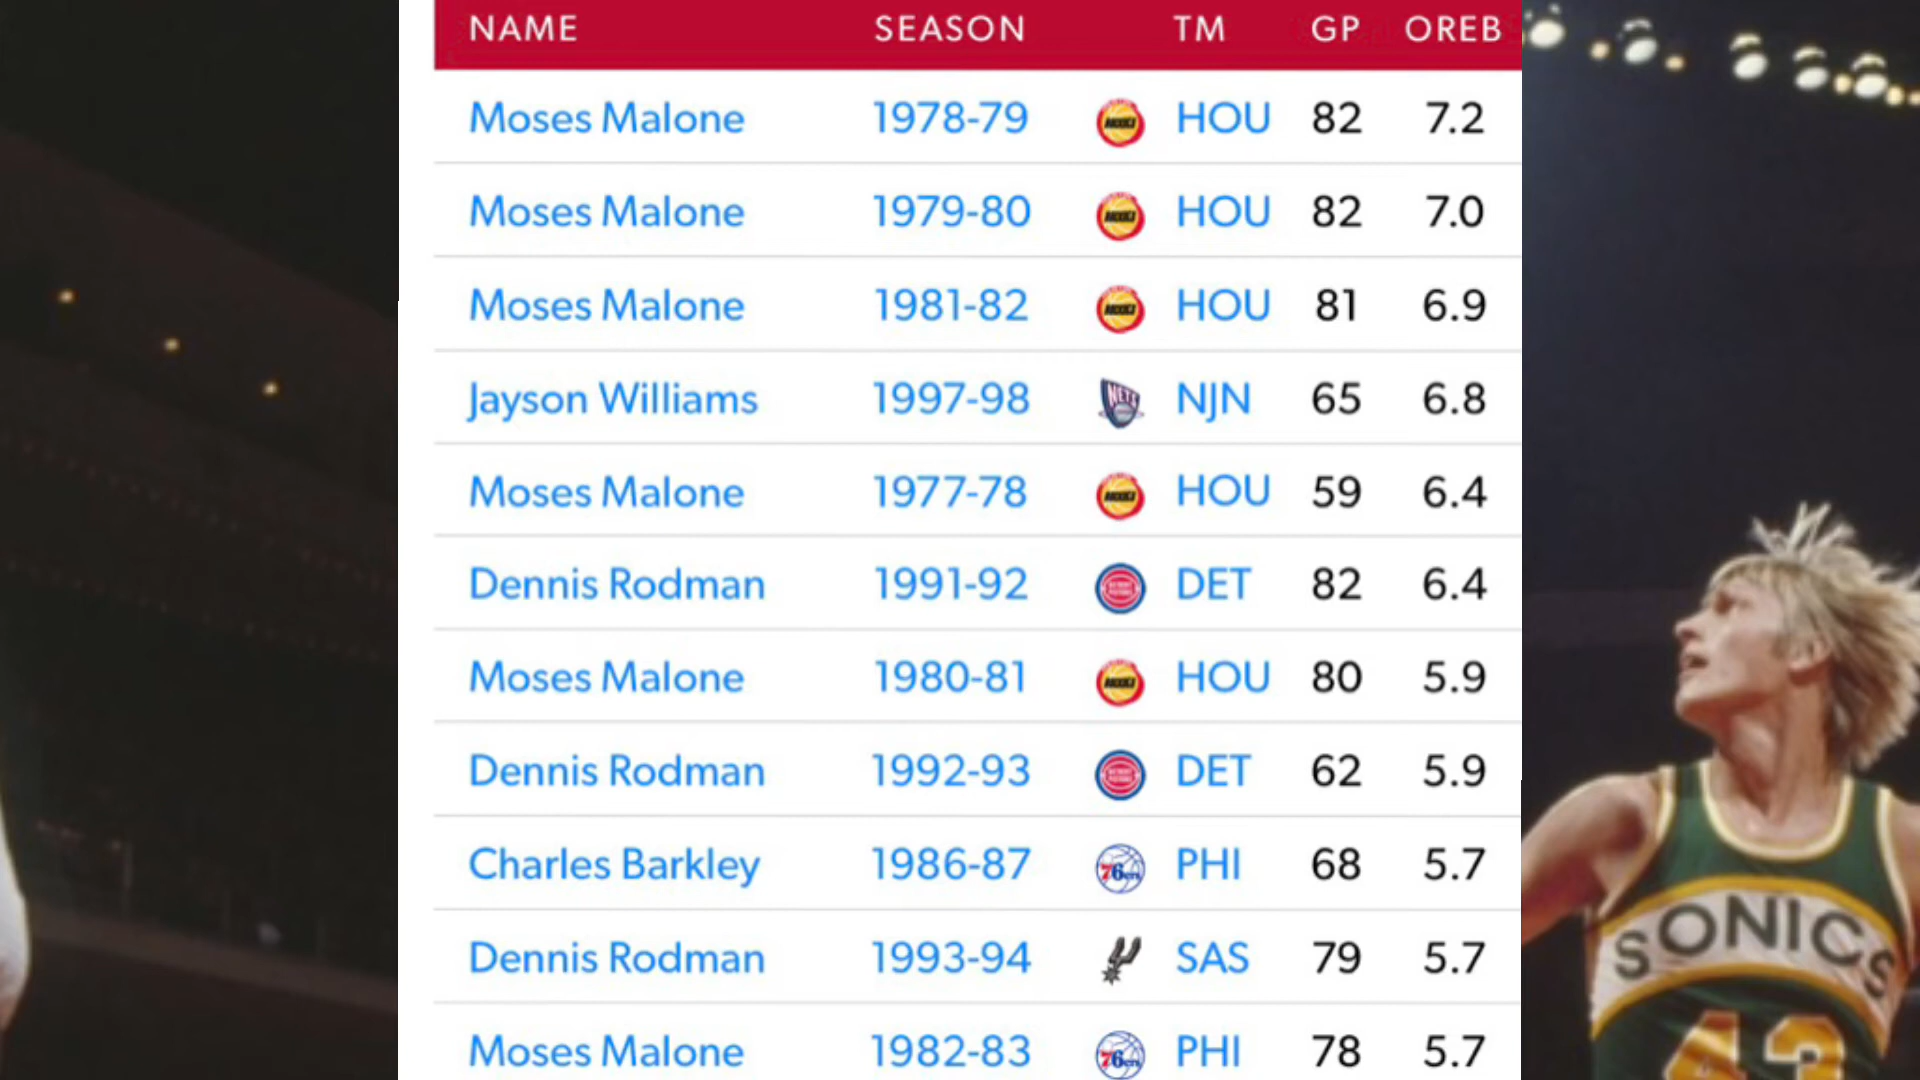 NAME SEASON TM GP OREB
Moses Malone 1978-79 HOU 82 7.2
Moses Malone 1979-80 HOU 82 7.0
Moses Malone 1981-82 HOU 81 6.9
Jayson Williams 1997-98 NETS NJN 65 6.8
Moses Malone 1977-78 HOU 59 6.4
Dennis Rodman 1991-92 DET 82 6.4
Moses Malone 1980-81 HOU 80 5.9
Dennis Rodman 1992-93 DET 62 5.9
Charles Barkley 1986-87 76ers PHI 68 5.7
Dennis Rodman 1993-94 SAS 79 5.7
Moses Malone 1982-83 76ers PHI 78 5.7
SONICS
43